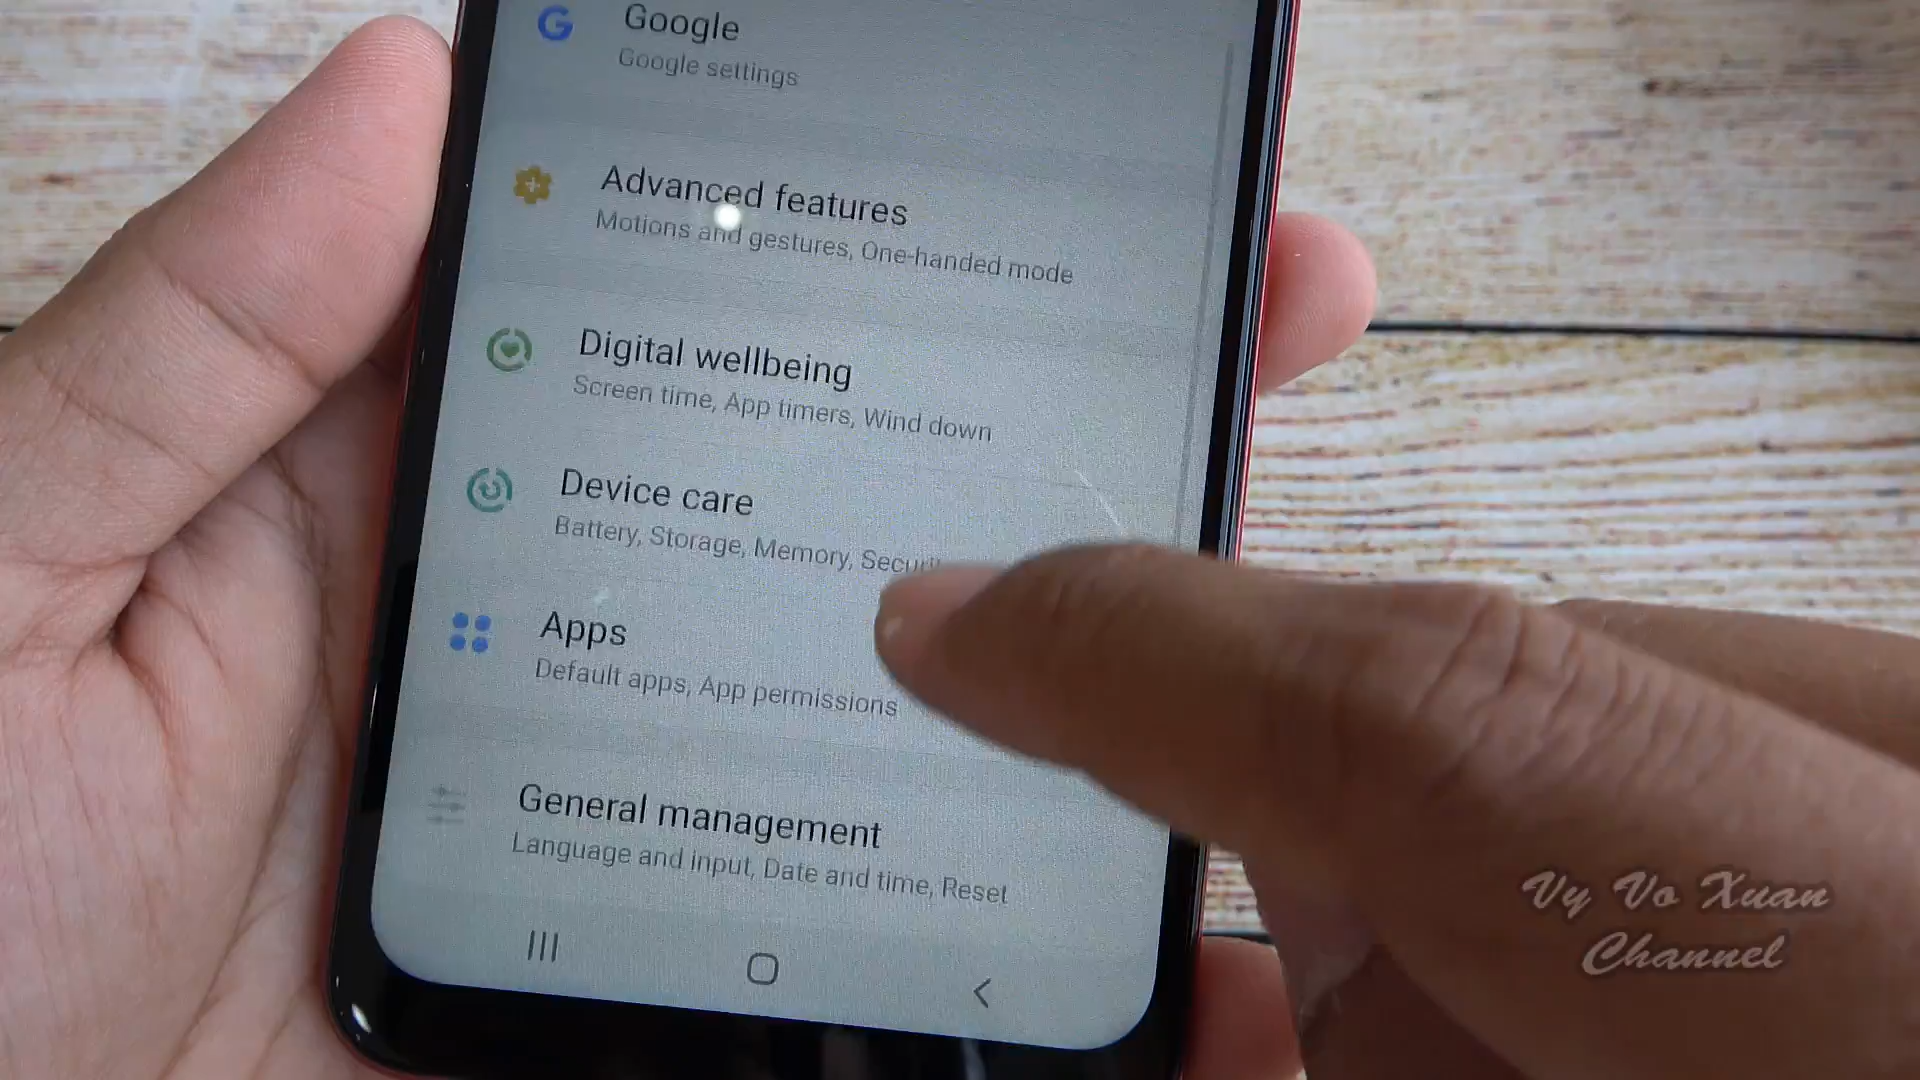 Google
Google settings
Advanced features
Motions and gestures, One-handed mode
Digital wellbeing
Screen time, App timers, Wind down
Device care
Battery, Storage, Memory,
Apps
Default apps, App permissions
General management
Language and input, Date and time, Reset
Vy Vo Xuan
Channel